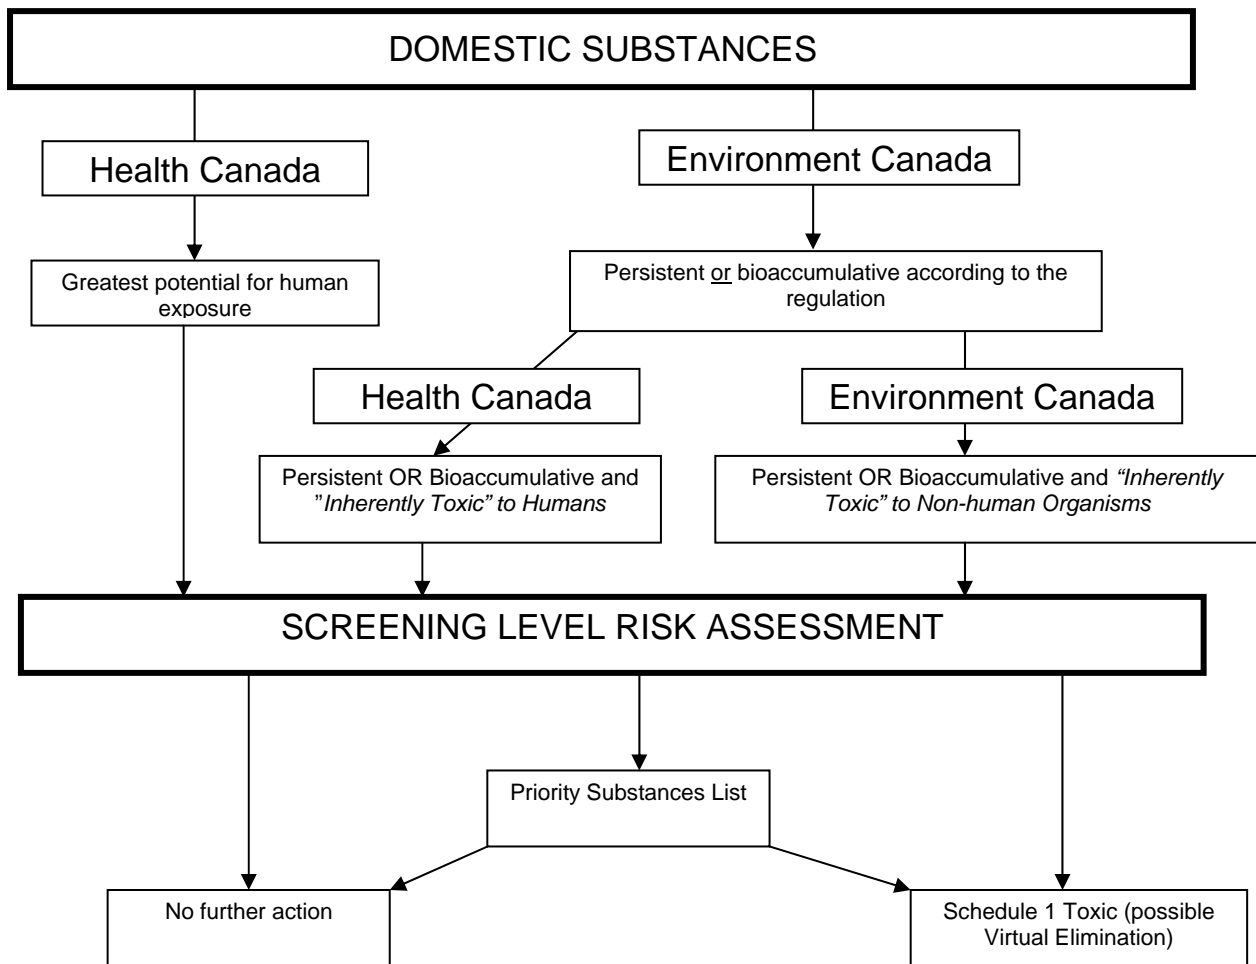 DOMESTIC SUBSTANCES
Health Canada
Environment Canada
Greatest potential for human
exposure
Persistent or bioaccumulative according to the
regulation
Health Canada
Environment Canada
Persistent OR Bioaccumulative and
"Inherently Toxic" to Humans
Persistent OR Bioaccumulative and “Inherently
Toxic” to Non-human Organisms
SCREENING LEVEL RISK ASSESSMENT
Priority Substances List
No further action
Schedule 1 Toxic (possible
Virtual Elimination)